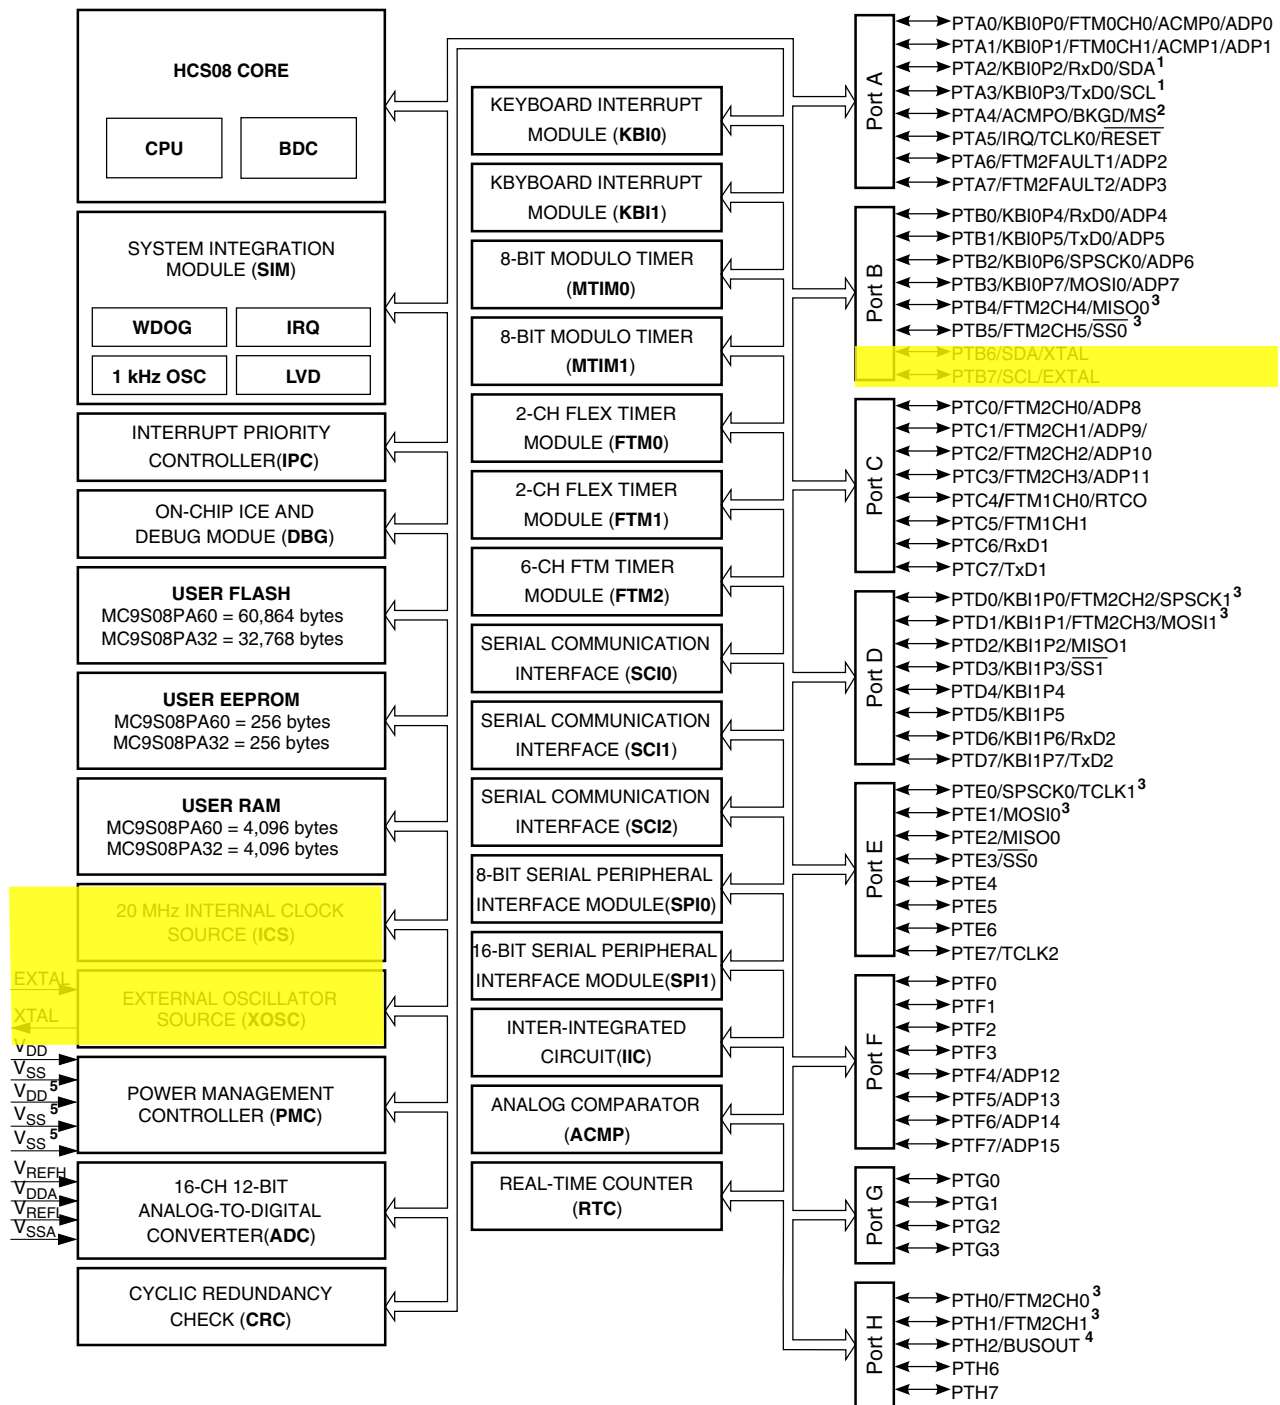 HCS08 CORE
CPU
BDC
SYSTEM INTEGRATION
MODULE (SIM)
WDOG
IRQ
1 kHz OSC
LVD
INTERRUPT PRIORITY
CONTROLLER(IPC)
ON-CHIP ICE AND
DEBUG MODUE (DBG)
USER FLASH
MC9S08PA60 = 60,864 bytes
MC9S08PA32 = 32,768 bytes
USER EEPROM
MC9S08PA60 = 256 bytes
MC9S08PA32 = 256 bytes
USER RAM
MC9S08PA60 = 4,096 bytes
MC9S08PA32 = 4,096 bytes
20 MHz INTERNAL CLOCK
SOURCE (ICS)
EXTAL
XTAL
EXTERNAL OSCILLATOR
SOURCE (XOSC)
VDD
VSS
VDD 5
VSS 5
VSS 5
POWER MANAGEMENT
CONTROLLER (PMC)
VREFH
VDDA
VREFL
VSSA
16-CH 12-BIT
ANALOG-TO-DIGITAL
CONVERTER(ADC)
CYCLIC REDUNDANCY
CHECK (CRC)
KEYBOARD INTERRUPT
MODULE (KBI0)
KBYBOARD INTERRUPT
MODULE (KBI1)
8-BIT MODULO TIMER
(MTIM0)
8-BIT MODULO TIMER
(MTIM1)
2-CH FLEX TIMER
MODULE (FTM0)
2-CH FLEX TIMER
MODULE (FTM1)
6-CH FTM TIMER
MODULE (FTM2)
SERIAL COMMUNICATION
INTERFACE (SCI0)
SERIAL COMMUNICATION
INTERFACE (SCI1)
SERIAL COMMUNICATION
INTERFACE (SCI2)
8-BIT SERIAL PERIPHERAL
INTERFACE MODULE(SPI0)
16-BIT SERIAL PERIPHERAL
INTERFACE MODULE(SPI1)
INTER-INTEGRATED
CIRCUIT(IIC)
ANALOG COMPARATOR
(ACMP)
REAL-TIME COUNTER
(RTC)
Port A
PTA0/KBI0P0/FTM0CH0/ACMP0/ADP0
PTA1/KBI0P1/FTM0CH1/ACMP1/ADP1
PTA2/KBI0P2/RxD0/SDA1
PTA3/KBI0P3/TxD0/SCL1
PTA4/ACMPO/BKGD/MS2
PTA5/IRQ/TCLK0/RESET
PTA6/FTM2FAULT1/ADP2
PTA7/FTM2FAULT2/ADP3
Port B
PTB0/KBI0P4/RxD0/ADP4
PTB1/KBI0P5/TxD0/ADP5
PTB2/KBI0P6/SPSCK0/ADP6
PTB3/KBI0P7/MOSI0/ADP7
PTB4/FTM2CH4/MISO0 3
PTB5/FTM2CH5/SS0 3
PTB6/SDA/XTAL
PTB7/SCL/EXTAL
Port C
PTC0/FTM2CH0/ADP8
PTC1/FTM2CH1/ADP9/
PTC2/FTM2CH2/ADP10
PTC3/FTM2CH3/ADP11
PTC4/FTM1CH0/RTCO
PTC5/FTM1CH1
PTC6/RxD1
PTC7/TxD1
Port D
PTD0/KBI1P0/FTM2CH2/SPSCK1 3
PTD1/KBI1P1/FTM2CH3/MOSI1 3
PTD2/KBI1P2/MISO1
PTD3/KBI1P3/SS1
PTD4/KBI1P4
PTD5/KBI1P5
PTD6/KBI1P6/RxD2
PTD7/KBI1P7/TxD2
Port E
PTE0/SPSCK0/TCLK1 3
PTE1/MOSI0 3
PTE2/MISO0
PTE3/SS0
PTE4
PTE5
PTE6
PTE7/TCLK2
Port F
PTF0
PTF1
PTF2
PTF3
PTF4/ADP12
PTF5/ADP13
PTF6/ADP14
PTF7/ADP15
Port G
PTG0
PTG1
PTG2
PTG3
Port H
PTH0/FTM2CH0 3
PTH1/FTM2CH1 3
PTH2/BUSOUT 4
PTH6
PTH7